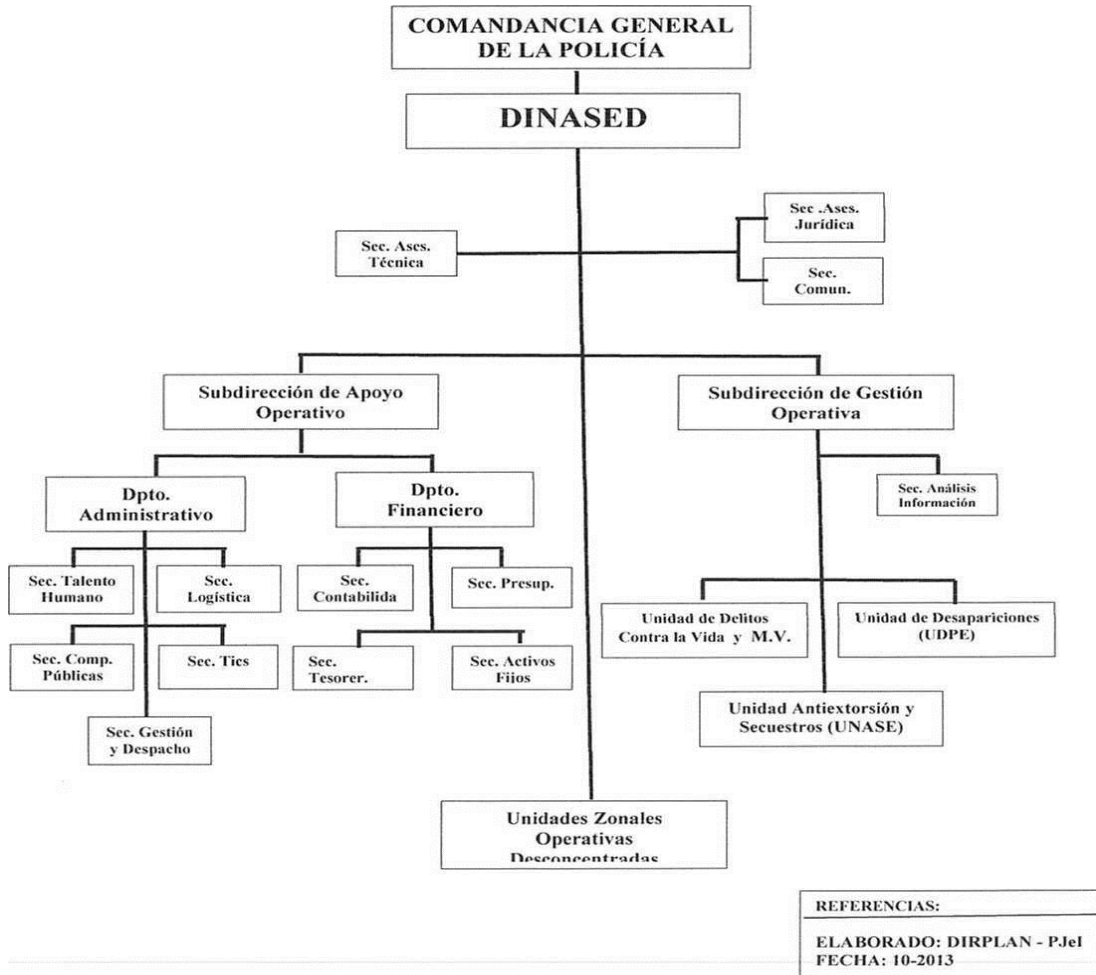 COMANDANCIA GENERAL
DE LA POLICÍA
DINASED
Sec .Ases.
Jurídica
Sec. Ases.
Técnica
Sec.
Comun.
Subdirección de Apoyo
Operativo
Subdirección de Gestión
Operativa
Dpto.
Administrativo
Dpto.
Financiero
Sec. Análisis
Información
Sec. Talento
Humano
Sec.
Logística
Sec.
Contabilida
Sec. Presup.
Unidad de Delitos
Contra la Vida y M.V.
Unidad de Desapariciones
(UDPE)
Sec. Comp.
Públicas
Sec. Tics
Sec.
Tesorer.
Sec. Activos
Fijos
Unidad Antiextorsión y
Secuestros (UNASE)
Sec. Gestión
y Despacho
Unidades Zonales
Operativas
Desconcentradas
REFERENCIAS:
ELABORADO: DIRPLAN - PJel
FECHA: 10-2013